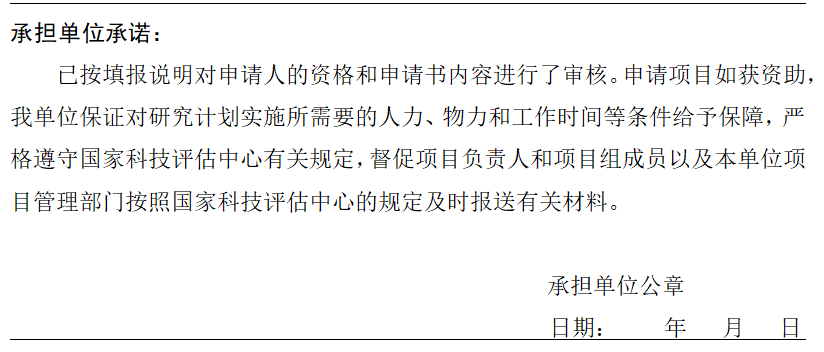 承担单位承诺：
已按填报说明对申请人的资格和申请书内容进行了审核。申请项目如获资助，
我单位保证对研究计划实施所需要的人力、物力和工作时间等条件给予保障，严
格遵守国家科技评估中心有关规定，督促项目负责人和项目组成员以及本单位项
目管理部门按照国家科技评估中心的规定及时报送有关材料。
承担单位公章
日期： 年 月 日